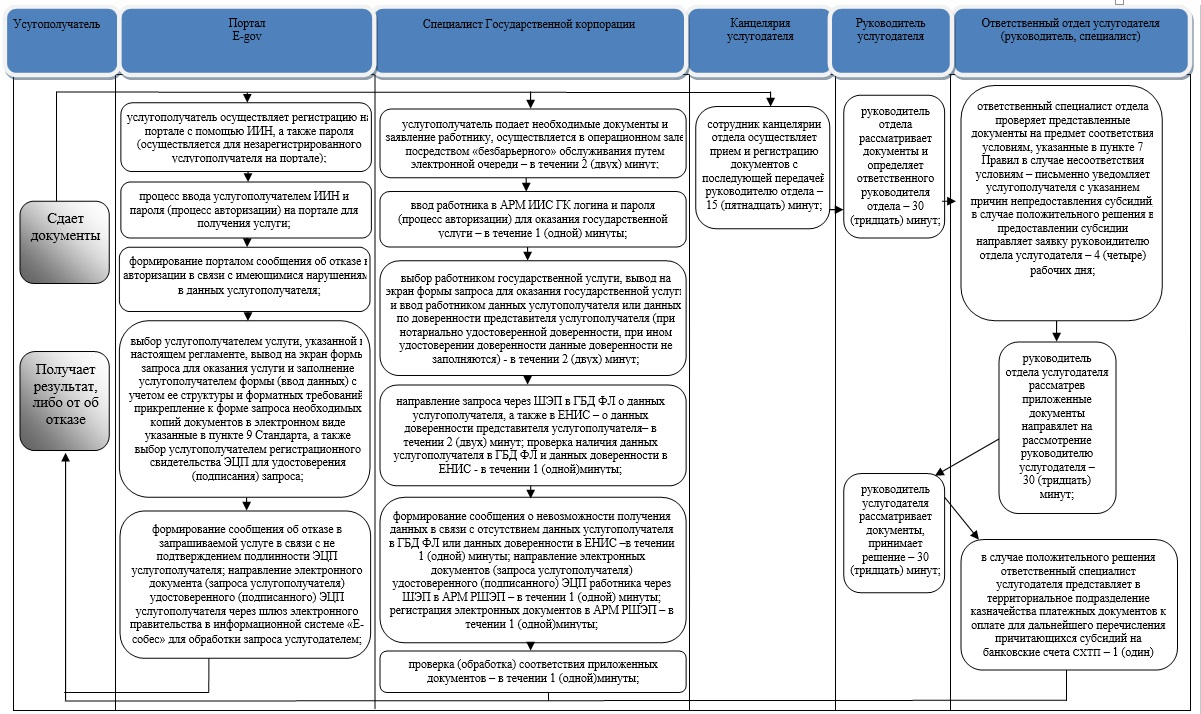 Усугополучатель
Портал
E-gov
Специалист Государственной корпорации
Канцелярия
услугодателя
Руководитель
услугодателя
Ответственный отдел услугодателя
(руководитель, специалист)
Сдает
документы
Получает
результат,
либо от об
отказе
услугополучатель осуществляет регистрацию на
портале с помощью ИИН, а также пароля
(осуществляется для незарегистрированного
услугополучателя на портале);
процесс ввода услугополучателем ИИН и
пароля (процесс авторизации) на портале для
получения услуги;
формирование порталом сообщения об отказе в
авторизации в связи с имеющимися нарушениям
в данных услугополучателя;
выбор услугополучателем услуги, указанной в
настоящем регламенте, вывод на экран формы
запроса для оказания услуги и заполнение
услугополучателем формы (ввод данных) с
учетом ее структуры и форматных требований
прикрепление к форме запроса необходимых
копий документов в электронном виде
указанные в пункте 9 Стандарта, а также
выбор услугополучателем регистрационного
свидетельства ЭЦП для удостоверения
(подписания) запроса;
формирование сообщения об отказе в
запрашиваемой услуге в связи с не
подтверждением подлинности ЭЦП
услугополучателя; направление электронного
документа (запроса услугополучателя)
удостоверенного (подписанного) ЭЦП
услугополучателя через шлюз электронного
правительства в информационной системе «Е-
собес» для обработки запроса услугодателем;
услугополучатель подает необходимые документы и
заявление работнику, осуществляется в операционном зале
посредством «безбарьерного» обслуживания путем
электронной очереди – в течении 2 (двух) минут;
ввод работника в АРМ ИИС ГК логина и пароля
(процесс авторизации) для оказания государственной
услуги – в течение 1 (одной) минуты;
выбор работником государственной услуги, вывод на
экран формы запроса для оказания государственной услуги
и ввод работником данных услугополучателя или данных
по доверенности представителя услугополучателя (при
нотариально удостоверенной доверенности, при ином
удостоверении доверенности данные доверенности не
заполняются) - в течении 2 (двух) минут;
направление запроса через ШЭП в ГБД ФЛ о данных
услугополучателя, а также в ЕНИС – о данных
доверенности представителя услугополучателя– в
течении 2 (двух) минут; проверка наличия данных
услугополучателя в ГБД ФЛ и данных доверенности в
ЕНИС - в течении 1 (одной)минуты;
формирование сообщения о невозможности получения
данных в связи с отсутствием данных услугополучателя
в ГБД ФЛ или данных доверенности в ЕНИС –в течении
1 (одной) минуты; направление электронных
документов (запроса услугополучателя)
удостоверенного (подписанного) ЭЦП работника через
ШЭП в АРМ РШЭП – в течении 1 (одной) минуты;
регистрация электронных документов в АРМ РШЭП – в
течении 1 (одной)минуты;
проверка (обработка) соответствия приложенных
документов – в течении 1 (одной)минуты;
сотрудник канцелярии
отдела осуществляет
прием и регистрацию
документов с
последующей передачей
руководителю отдела –
15 (пятнадцать) минут;
руководитель
отдела
рассматривает
документы и
определяет
ответственного
руководителя
отдела – 30
(тридцать) минут;
ответственный специалист отдела
проверяет представленные
документы на предмет соответствия
условиям, указанные в пункте 7
Правил в случае несоответствия
условиям – письменно уведомляет
услугополучателя с указанием
причин непредоставления субсидий
в случае положительного решения в
предоставлении субсидии
направляет заявку руковоидителю
отдела услугодателя – 4 (четыре)
рабочих дня;
руководитель
отдела услугодателя
рассматрев
приложенные
документы
направялет на
рассмотрение
руководителю
услугодателя –
30 (тридцать)
минут;
руководитель
услугодателя
рассматривает
документы,
принимает
решение – 30
(тридцать) минут;
в случае положительного решения
ответственный специалист
услугодателя представляет в
территориальное подразделение
казначейства платежных документов к
оплате для дальнейшего перечисления
причитающихся субсидий на
банковские счета СХТП – 1 (один)